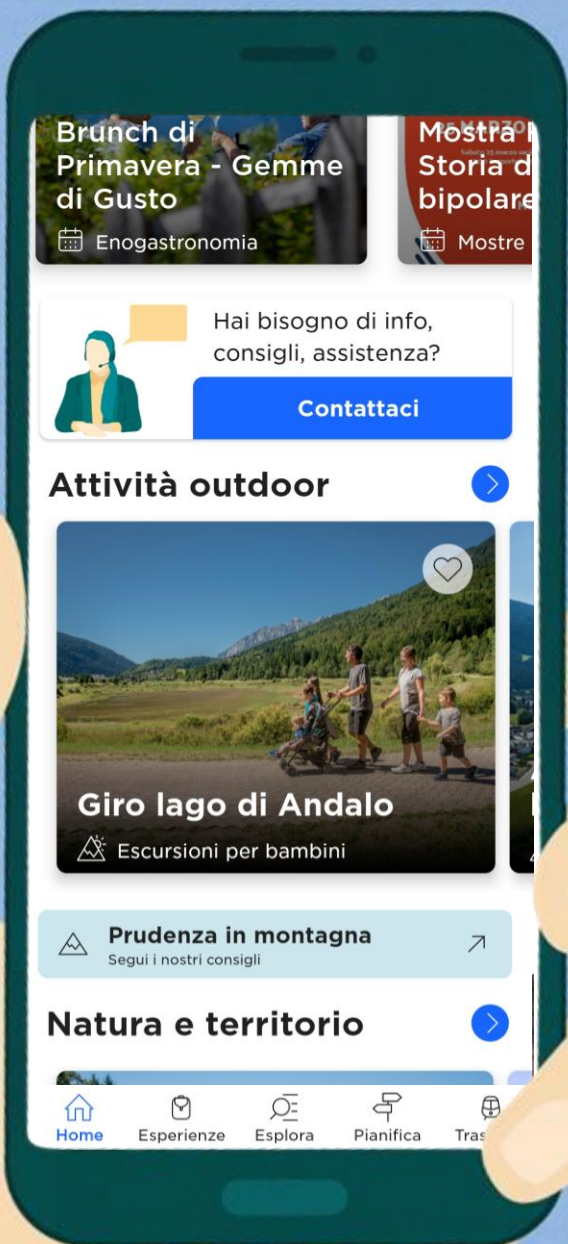 Brunch di
Primavera - Gemme
di Gusto
Enogastronomia
25 MARZO
Mostra
Storia
bipolare
Mostre
Hai bisogno di info,
consigli, assistenza?
Contattaci
Attività outdoor
Giro lago di Andalo
Escursioni per bambini
Prudenza in montagna
Segui i nostri consigli
Natura e territorio
Home
Esperienze
Esplora
Pianifica